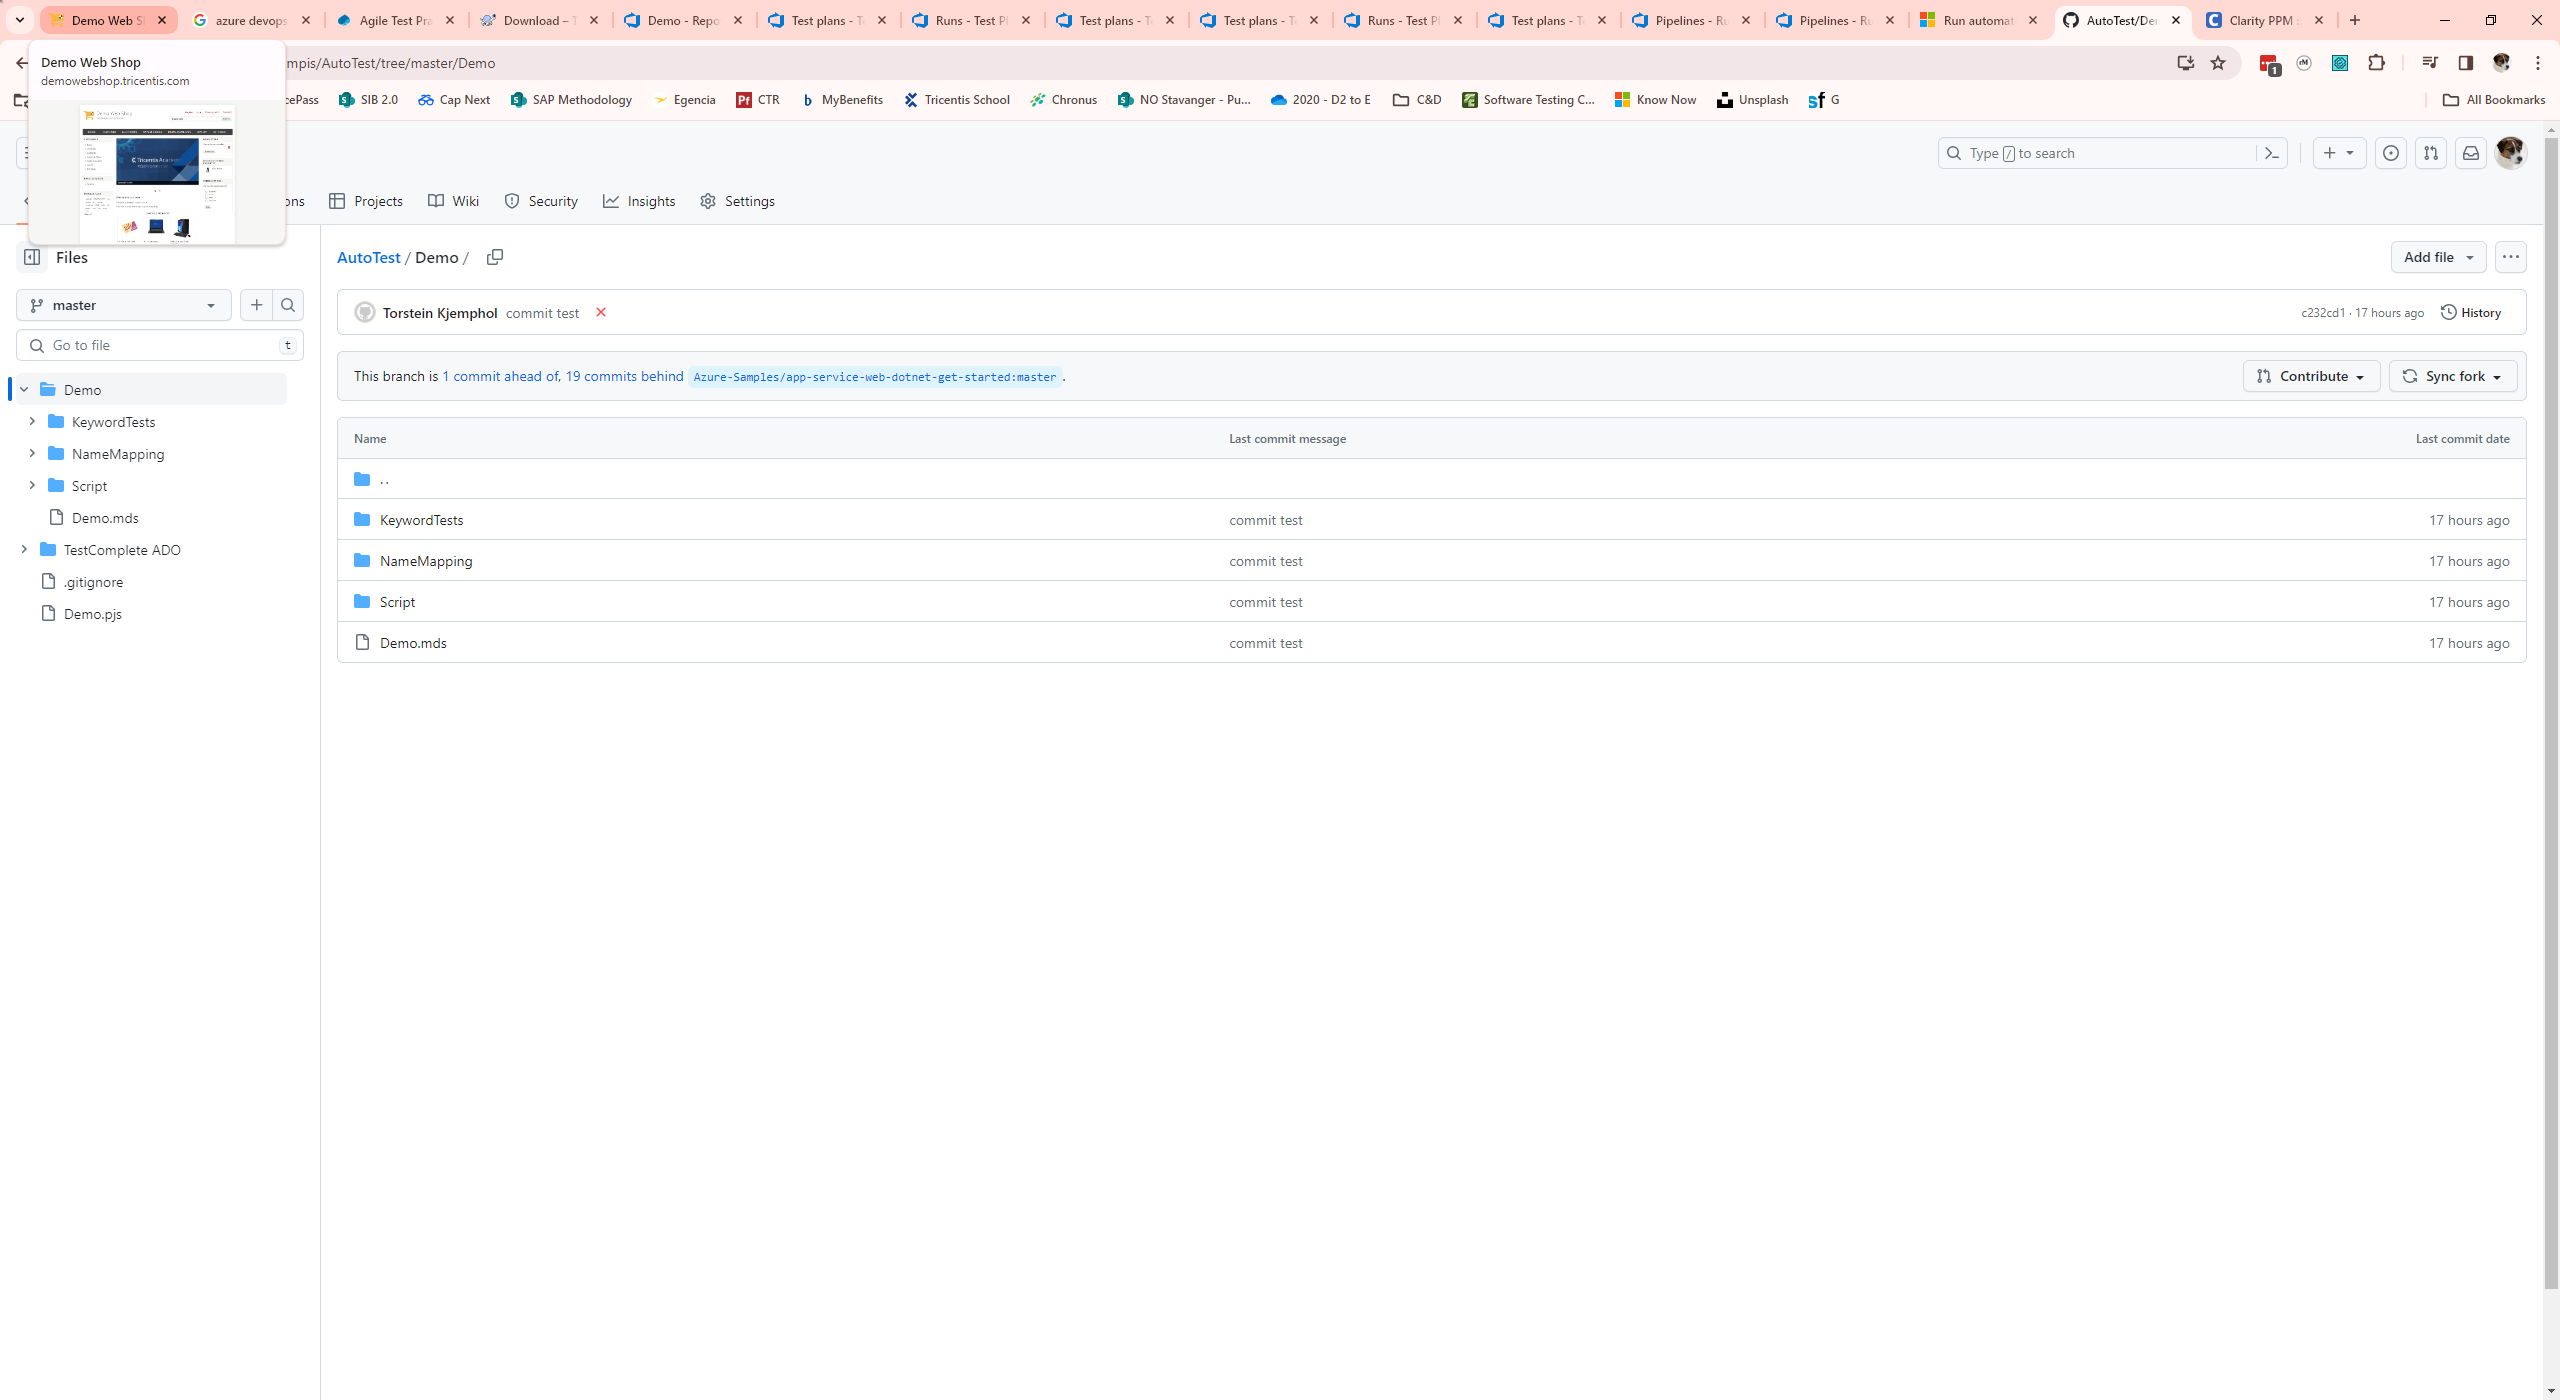 Demo Web S
azure devops
Agile Test Pra
Download – T
Demo - Repo
Test plans - Te
Runs - Test Pl
Test plans - Te
Test plans - Te
Runs - Test Pl
Test plans - Te
Pipelines - Ru
Pipelines - Ru
Run automat
AutoTest/Der
Clarity PPM ::
Demo Web Shop
demowebshop.tricentis.com
mpis/AutoTest/tree/master/Demo
1
cePass
SIB 2.0
Cap Next
SAP Methodology
Egencia
CTR
MyBenefits
Tricentis School
Chronus
NO Stavanger - Pu...
2020 - D2 to E
C&D
Software Testing C...
Know Now
Unsplash
G
All Bookmarks
Type / to search
ons
Projects
Wiki
Security
Insights
Settings
Files
master
Go to file
t
Demo
KeywordTests
NameMapping
Script
Demo.mds
TestComplete ADO
.gitignore
Demo.pjs
AutoTest / Demo /
Add file
Torstein Kjemphol commit test
c232cd1 · 17 hours ago
History
This branch is 1 commit ahead of, 19 commits behind Azure-Samples/app-service-web-dotnet-get-started:master .
Contribute
Sync fork
Name Last commit message Last commit date
..
KeywordTests commit test 17 hours ago
NameMapping commit test 17 hours ago
Script commit test 17 hours ago
Demo.mds commit test 17 hours ago